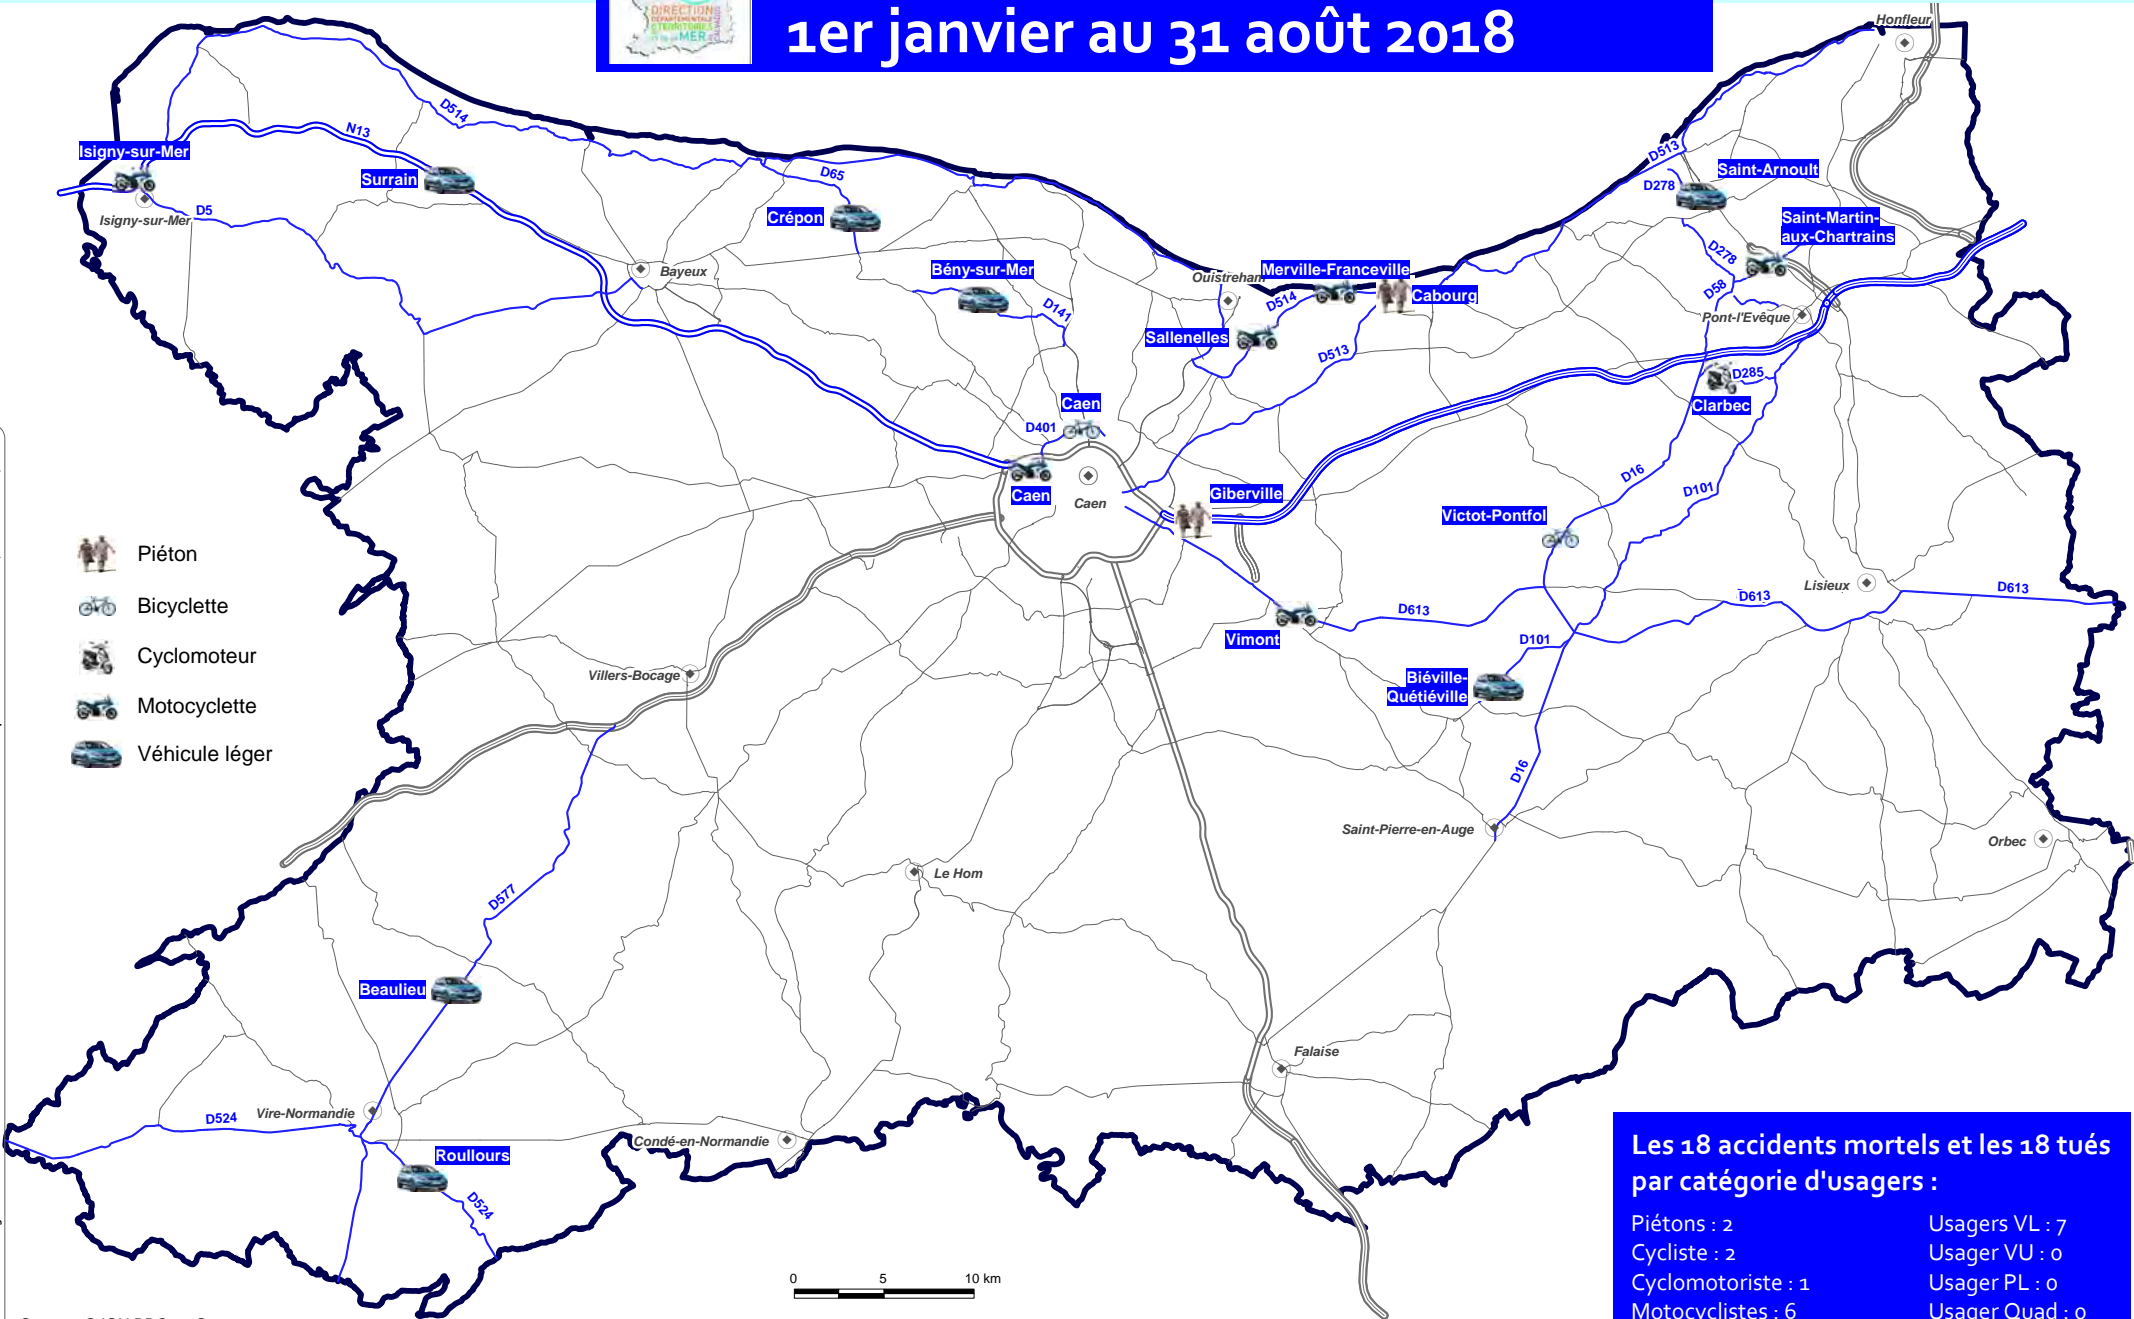 DIRECTION
DÉPARTEMENTALE
TERRITOIRES
MER
CALVADOS
1er janvier au 31 août 2018
Honfleur
D514
N13
Isigny-sur-Mer
Surrain
D5
Isigny-sur-Mer
D65
Crépon
D513
Saint-Arnoult
D278
Saint-Martin-
aux-Chartrains
D278
D58
Bayeux
Bény-sur-Mer
D141
Ouistreham
Merville-Franceville
D514
Cabourg
Sallenelles
D513
Pont-l'Evêque
D285
Clarbec
Caen
D401
Caen
Caen
Giberville
D16
D101
Victot-Pontfol
Piéton
Bicyclette
Cyclomoteur
Motocyclette
Véhicule léger
Lisieux
D613
D613
D613
Vimont
D101
Biéville-
Quétiéville
Villers-Bocage
D16
Saint-Pierre-en-Auge
Orbec
Le Hom
D577
Beaulieu
Falaise
Vire-Normandie
D524
Condé-en-Normandie
Roullours
D524
0 5 10 km
Les 18 accidents mortels et les 18 tués
par catégorie d'usagers :
Piétons : 2
Cycliste : 2
Cyclomotoriste : 1
Motocyclistes : 6
Usagers VL : 7
Usager VU : 0
Usager PL : 0
Usager Quad : 0